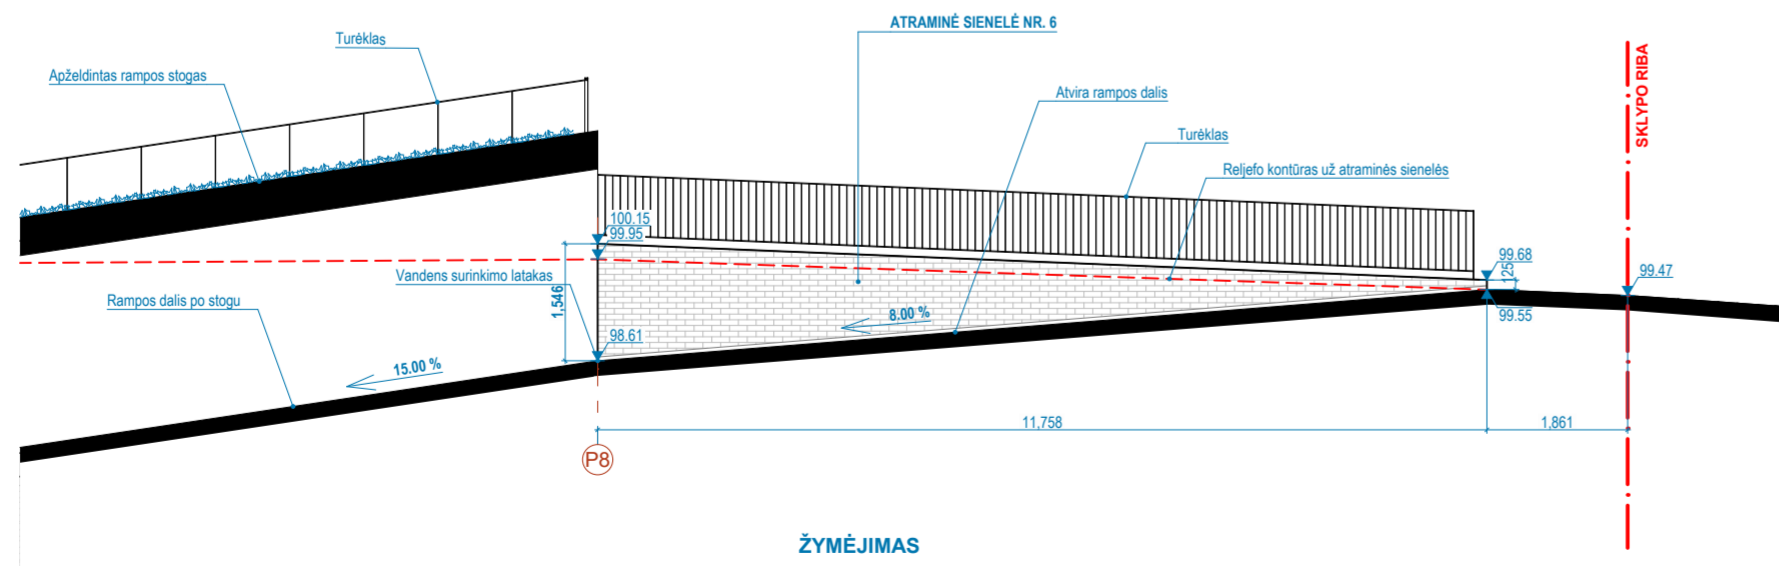 ATRAMINĖ SIENELĖ NR. 6
Turėklas
SKLYPO RIBA
Apželdintas rampos stogas
Atvira rampos dalis
Turėklas
Reljefo kontūras už atraminės sienelės
100.15
99.95
99.68
125
99.47
Vandens surinkimo latakas
Rampos dalis po stogu
1,546
8.00 %
99.55
98.61
15.00 %
11,758
1,861
P8
ŽYMĖJIMAS